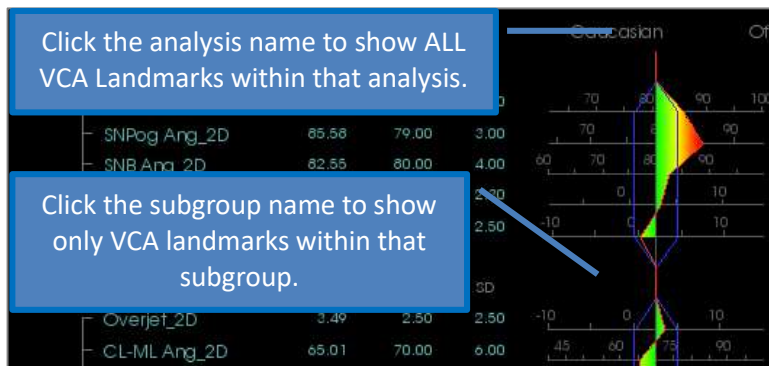 Click the analysis name to show ALL
VCA Landmarks within that analysis.
Caucasian
70 80 90 100
SNPog Ang_2D 85.58 79.00 3.00
70 90
SNB Ang_2D 82.55 80.00 4.00
60 70 80 90
Click the subgroup name to show
only VCA landmarks within that
subgroup.
0 10
2.50
-10 0 10
SD
Overjet_2D 3.49 2.50 2.50
-10 0 10
CL-ML Ang_2D 65.01 70.00 6.00
45 60 75 90